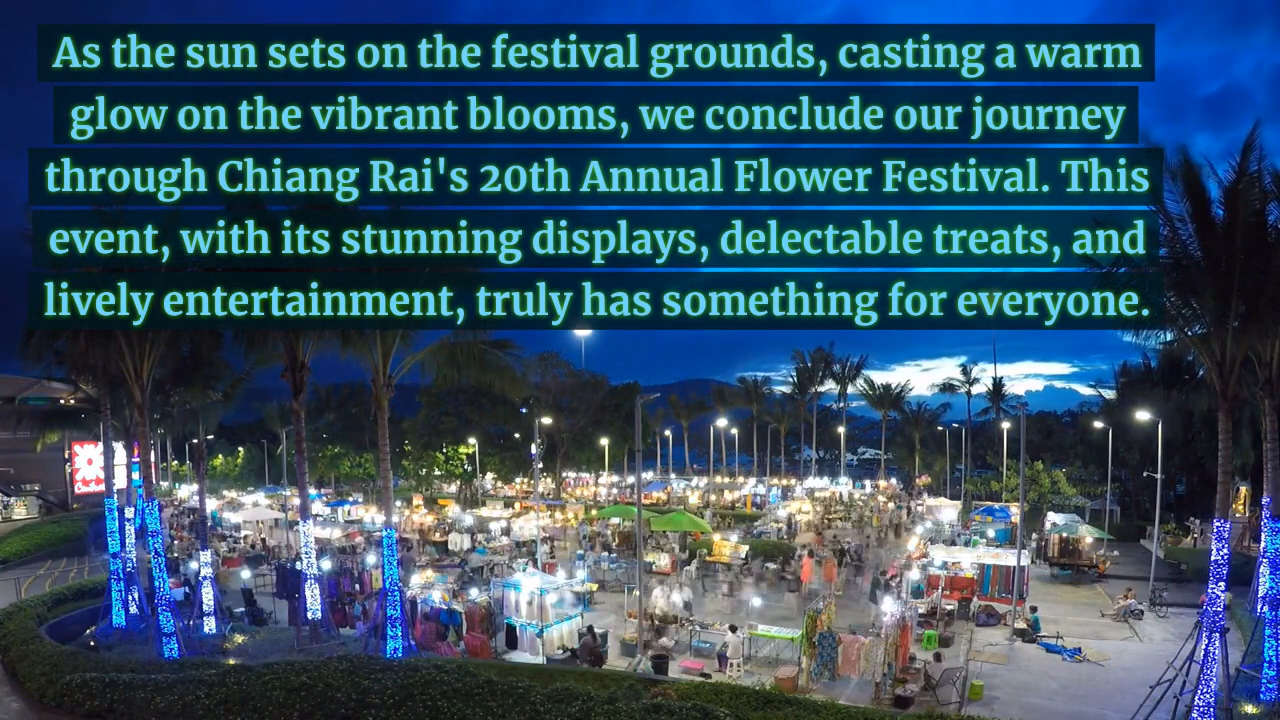 As the sun sets on the festival grounds, casting a warm
glow on the vibrant blooms, we conclude our journey
through Chiang Rai's 20th Annual Flower Festival. This
event, with its stunning displays, delectable treats, and
lively entertainment, truly has something for everyone.